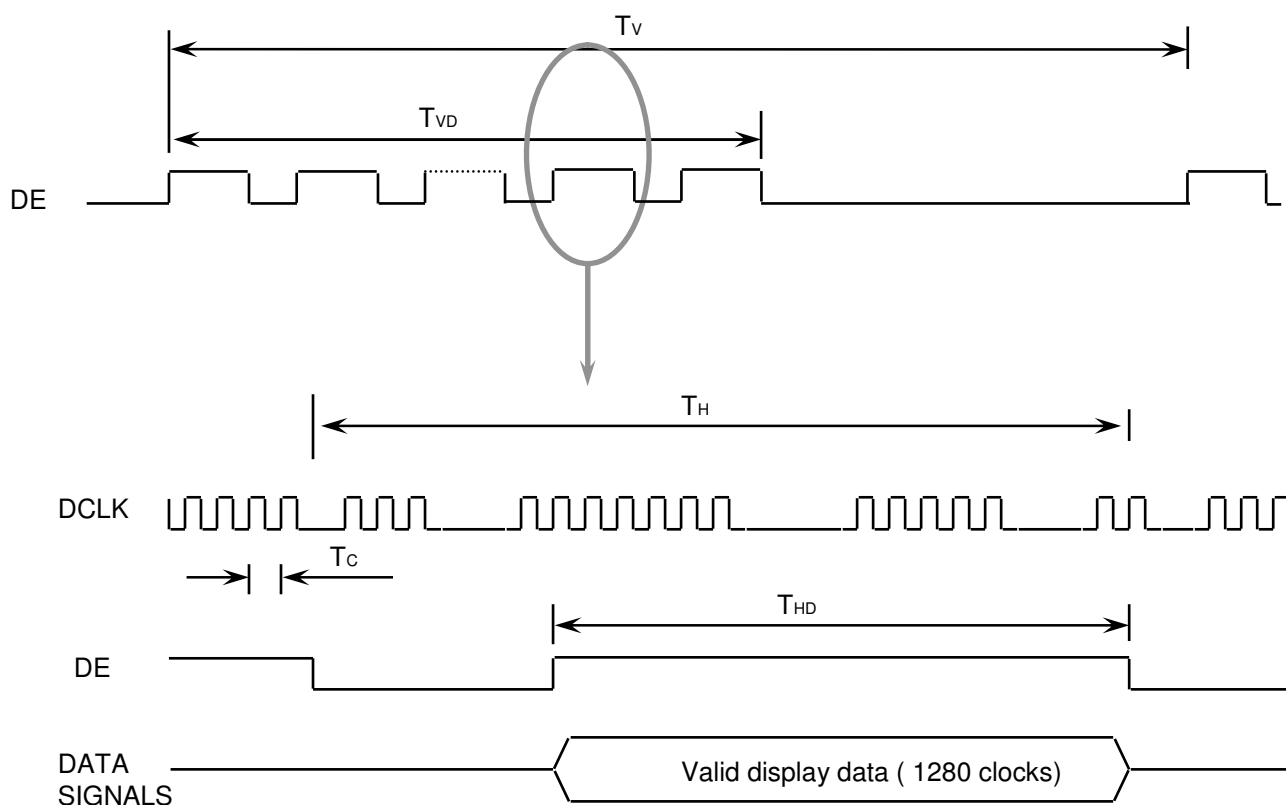 TV
TVD
DE
TH
DCLK
TC
THD
DE
DATA
SIGNALS
Valid display data ( 1280 clocks)